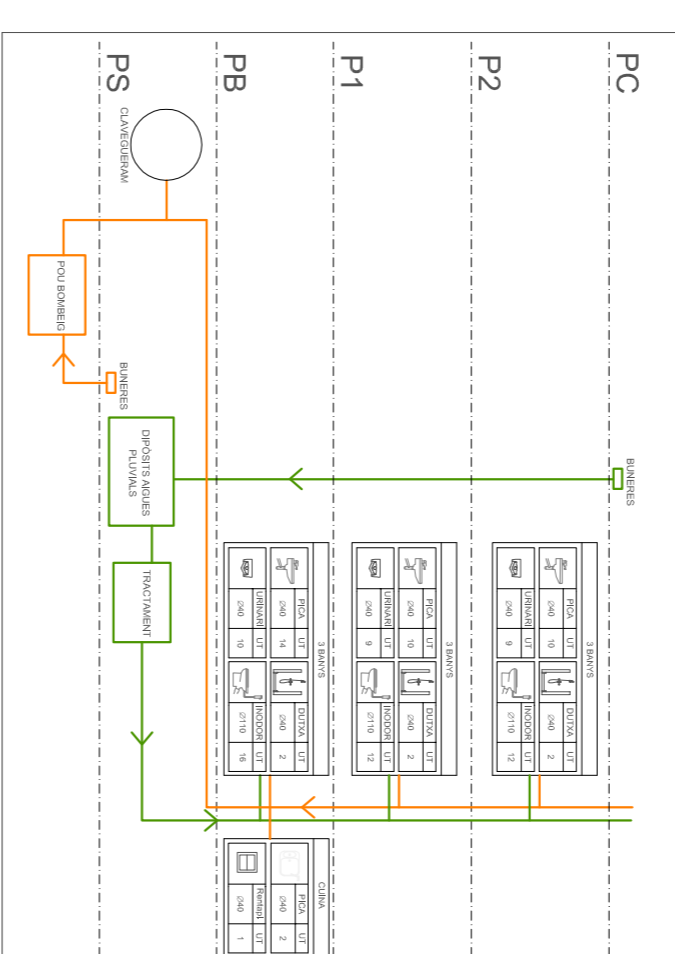 PC
P2
P1
PB
PS
BUNERES
3 BANYS
PICA UT DUTXA UT
∅40 10 ∅40 2
URINARI UT INODOR UT
∅40 9 ∅110 12
3 BANYS
PICA UT DUTXA UT
∅40 10 ∅40 2
URINARI UT INODOR UT
∅40 9 ∅110 12
3 BANYS
PICA UT DUTXA UT
∅40 14 ∅40 2
URINARI UT INODOR UT
∅40 10 ∅110 16
CUINA
PICA UT
∅40 2
Rentapl. UT
∅40 1
CLAVEGUERAM
BUNERES
DIPÒSITS AIGUES
PLUVIALS
TRACTAMENT
POU BOMBEIG